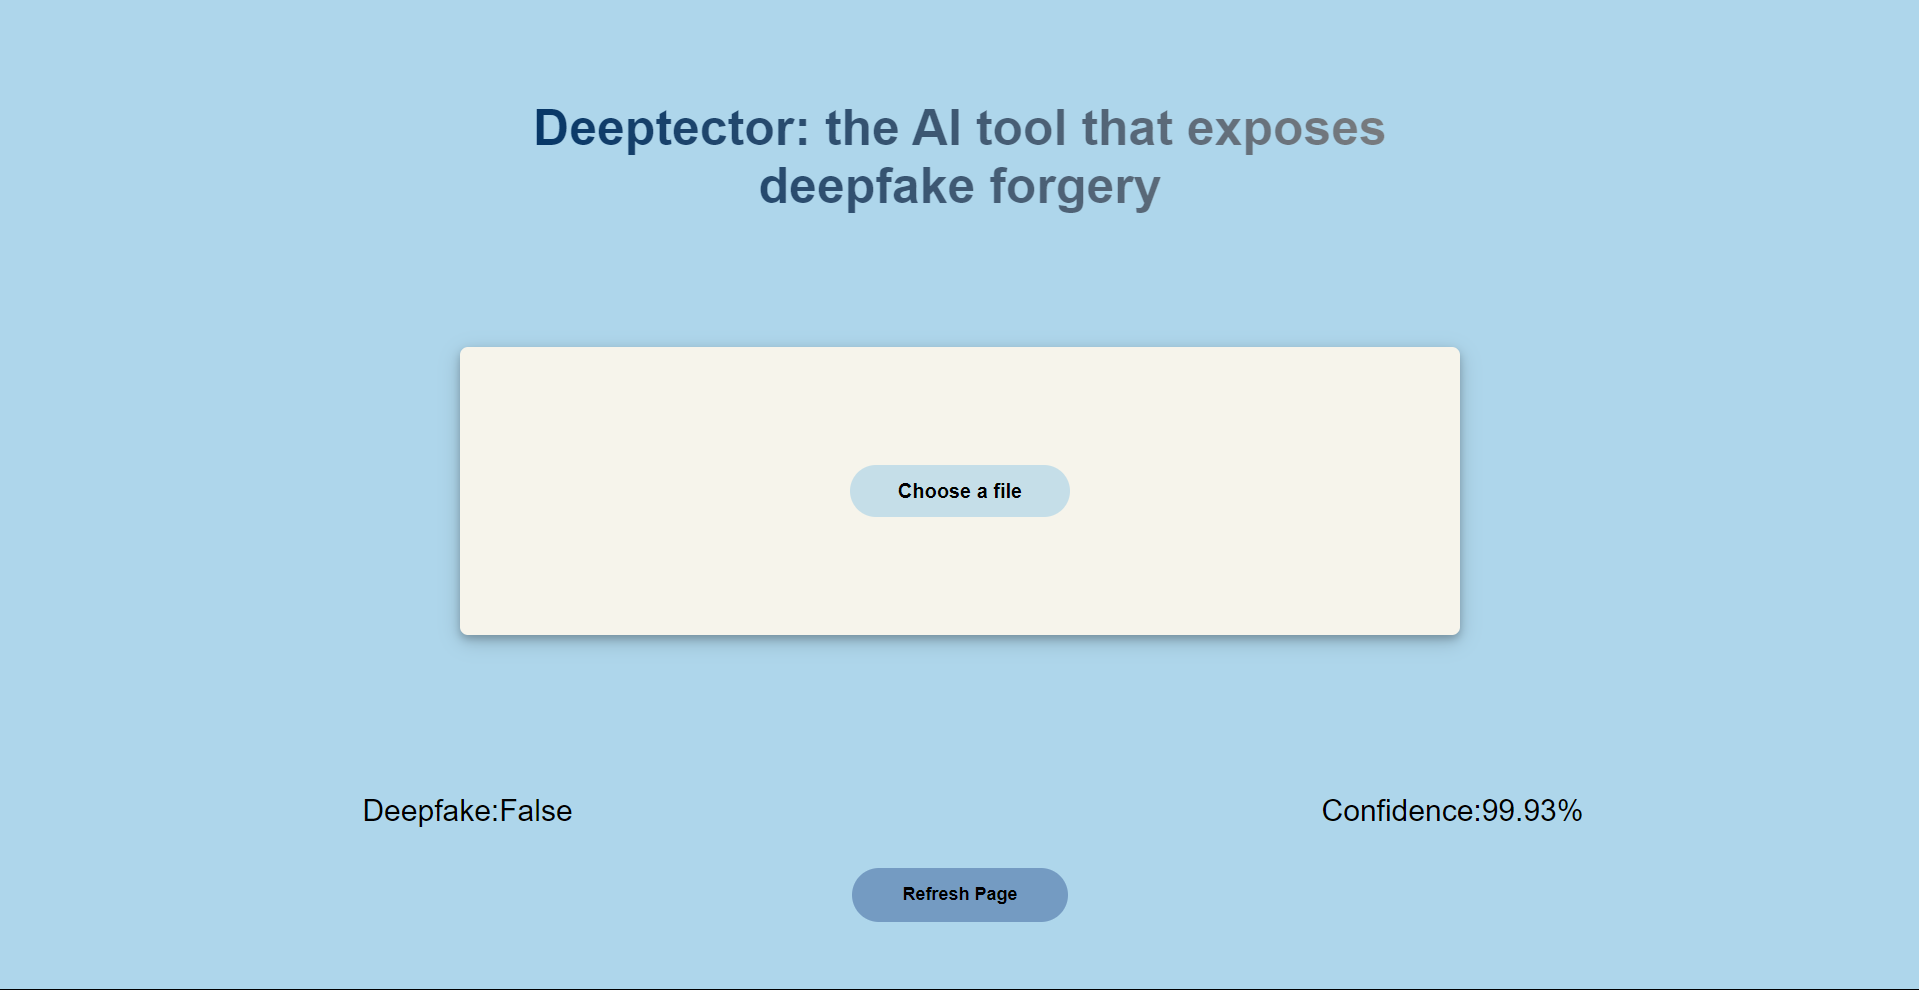 Deeptector: the AI tool that exposes
deepfake forgery
Choose a file
Deepfake:False
Confidence:99.93%
Refresh Page